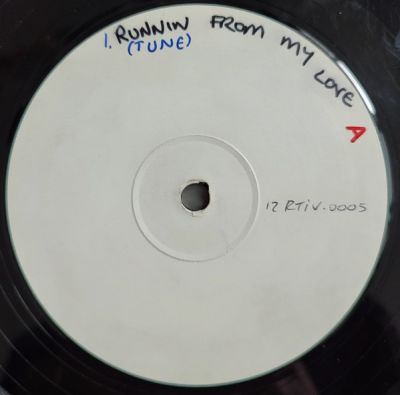 1. RUNNIN FROM MY LOVE
(TUNE)
A
12 RTIV-0005